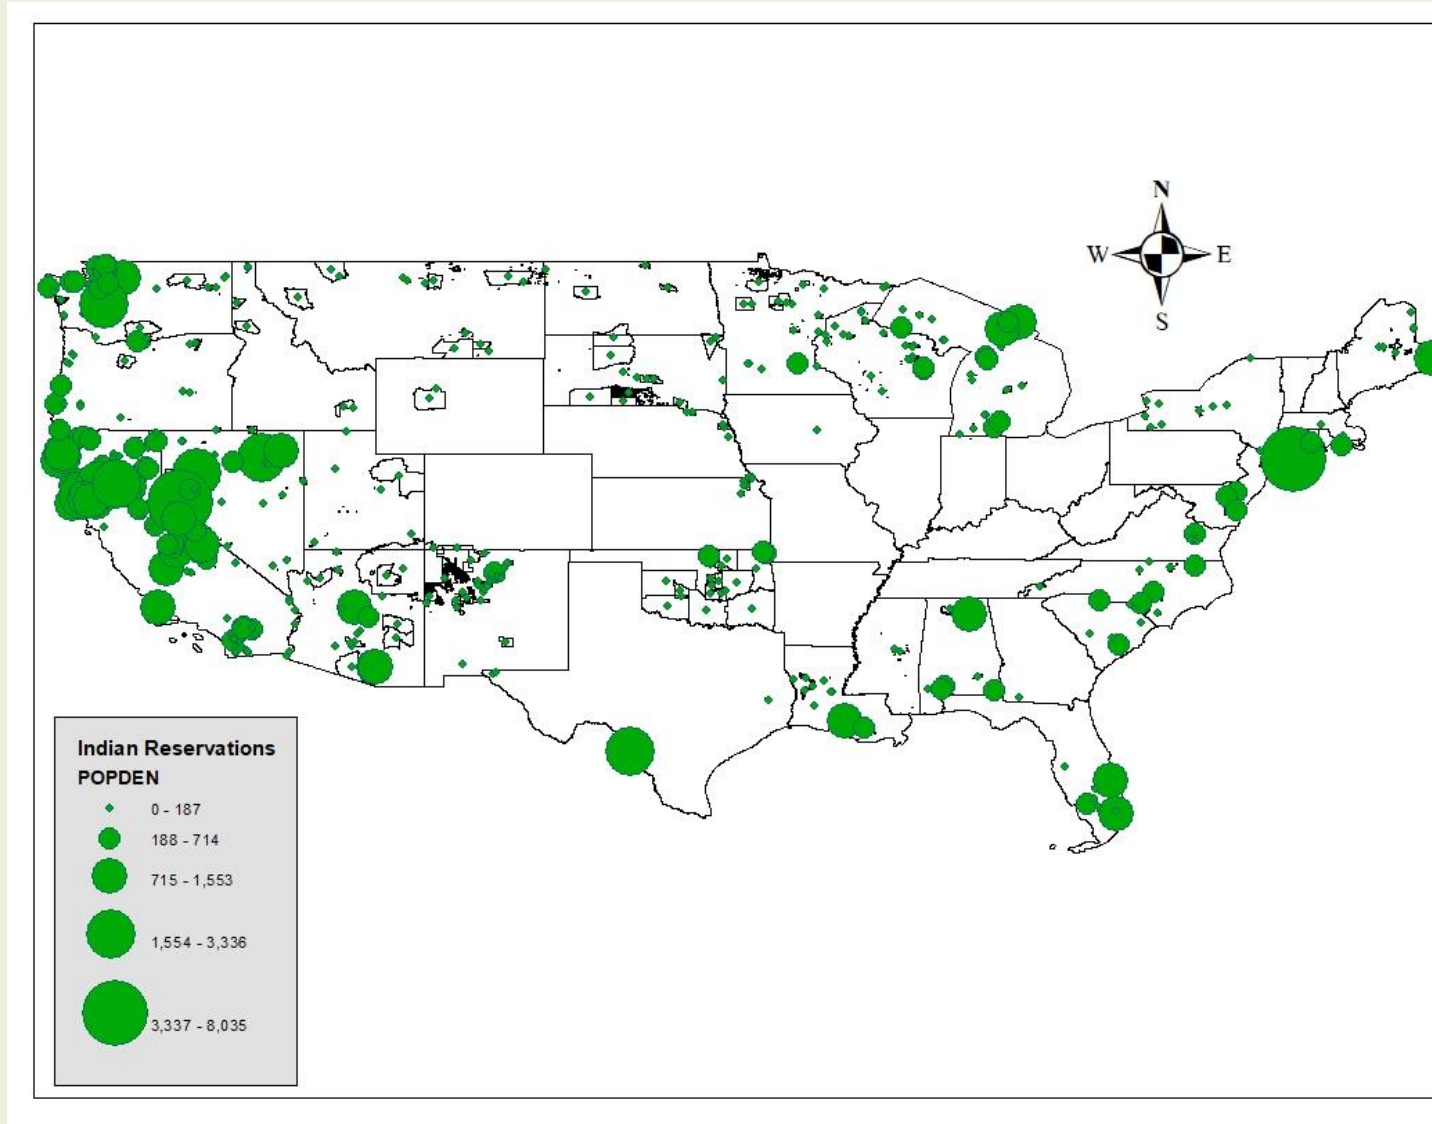 N
W E
S
Indian Reservations
POPDEN
0 - 187
188 - 714
715 - 1,553
1,554 - 3,336
3,337 - 8,035